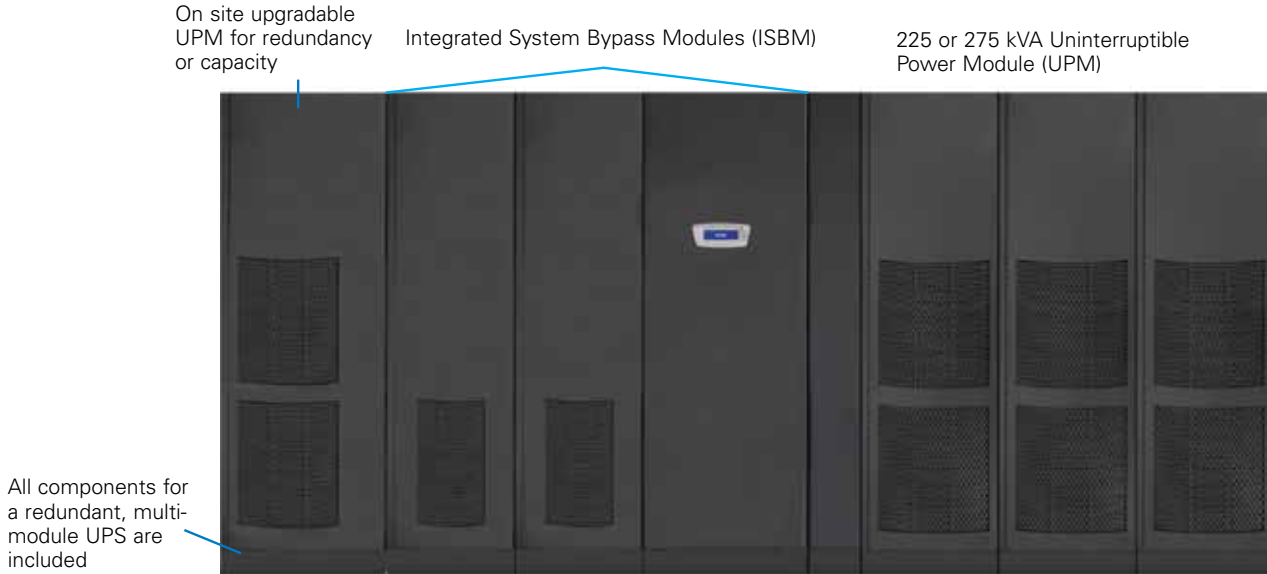 On site upgradable
UPM for redundancy
or capacity
Integrated System Bypass Modules (ISBM)
225 or 275 kVA Uninterruptible
Power Module (UPM)
All components for
a redundant, multi-
module UPS are
included